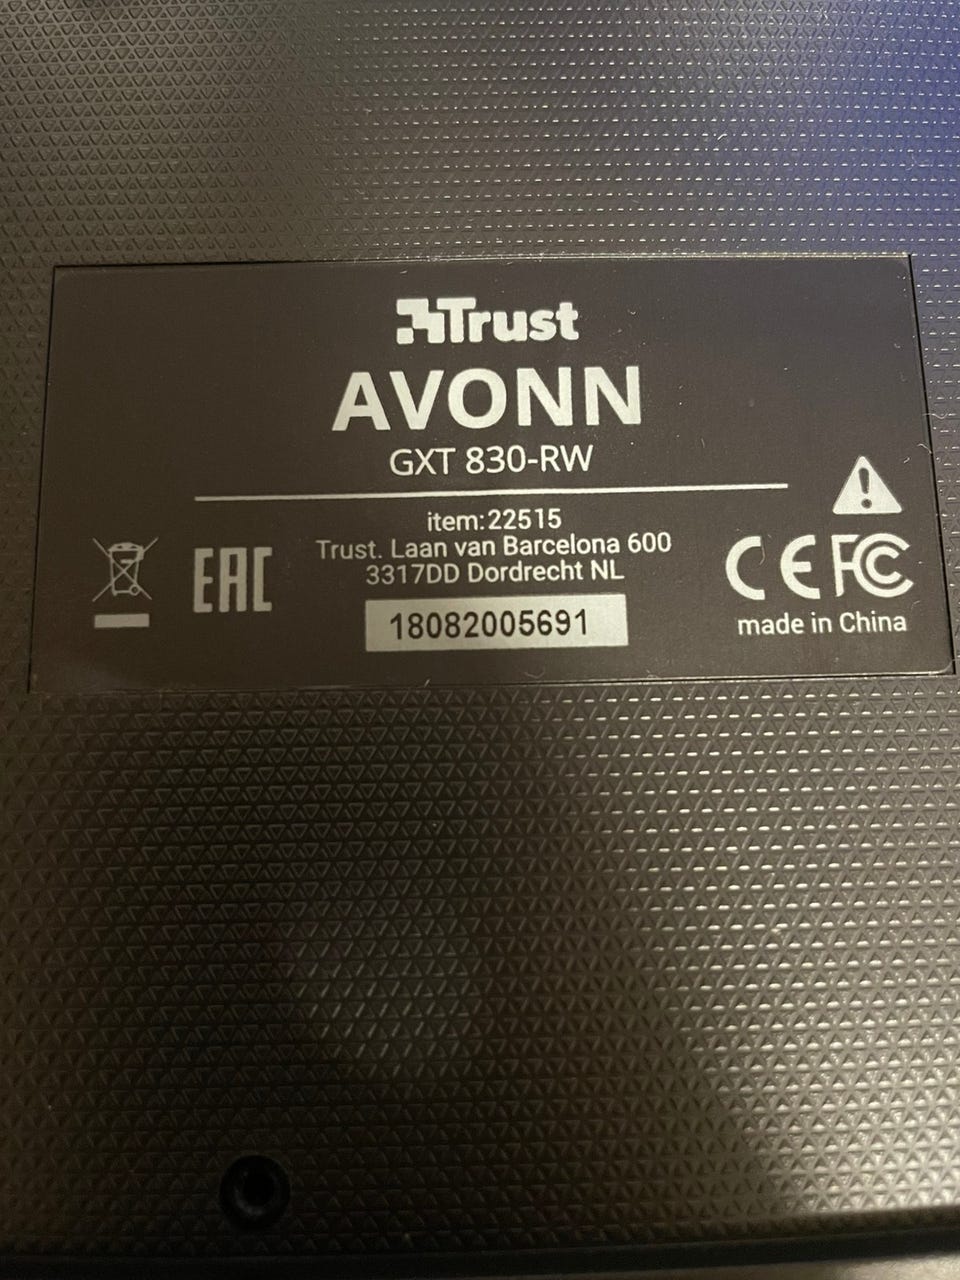 Trust
AVONN
GXT 830-RW
item:22515
Trust. Laan van Barcelona 600
3317DD Dordrecht NL
18082005691
EAC
CE FC
made in China